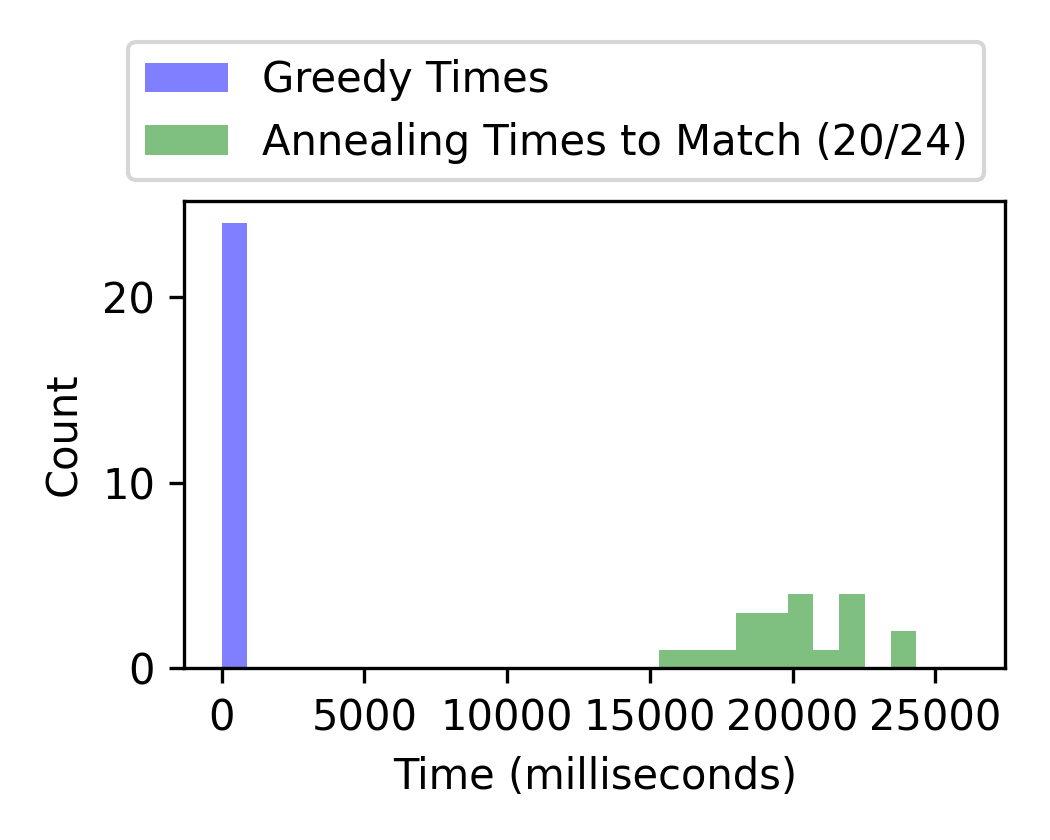 Greedy Times
Annealing Times to Match (20/24)
20
10
0
Count
0 5000 10000 15000 20000 25000
Time (milliseconds)